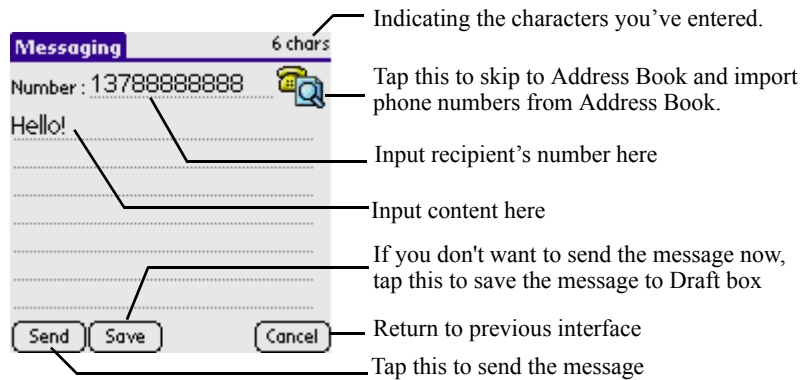 Indicating the characters you’ve entered.
Messaging 6 chars
Number : 13788888888
Tap this to skip to Address Book and import
phone numbers from Address Book.
Hello!
Input recipient’s number here
Input content here
If you don't want to send the message now,
tap this to save the message to Draft box
Send Save Cancel
Return to previous interface
Tap this to send the message